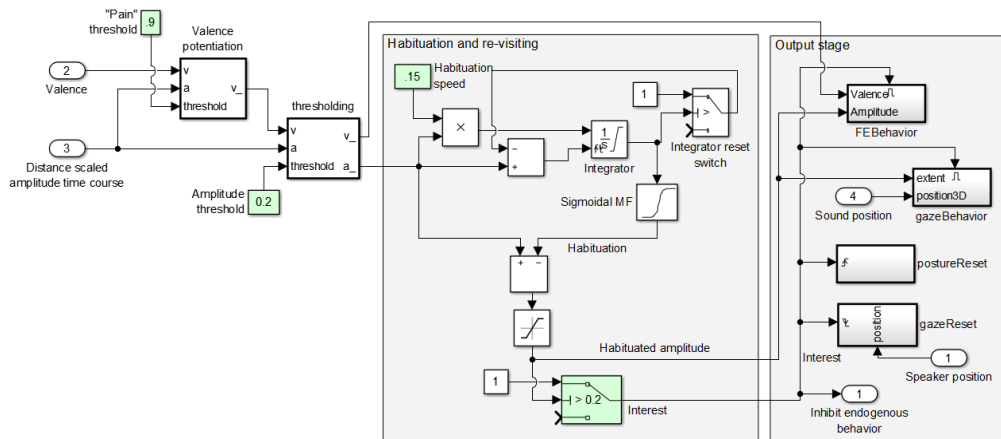 "Pain"
threshold
.9
Valence
potentiation
2
Valence
v
a
threshold
v_
3
Distance scaled
amplitude time course
thresholding
v
a
threshold
v_
a_
Amplitude
threshold
0.2
Habituation and re-visiting
.15
Habituation
speed
×
−
+
1
s
Integrator
1
>
Integrator reset
switch
Sigmoidal MF
Habituation
+ −
Habituated amplitude
1
> 0.2
Interest
Output stage
Valence
Amplitude
FEBehavior
extent
position3D
gazeBehavior
4
Sound position
postureReset
position
gazeReset
Interest
1
Speaker position
1
Inhibit endogenous
behavior